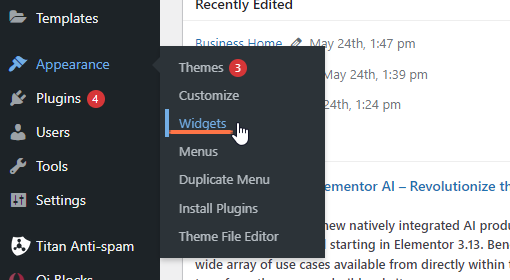 Templates
Appearance
Plugins 4
Users
Tools
Settings
Titan Anti-spam
Qi Blocks
Themes 3
Customize
Widgets
Menus
Duplicate Menu
Install Plugins
Theme File Editor
Recently Edited
Business Home May 24th, 1:47 pm
May 24th, 1:39 pm
24th, 1:24 pm
lementor AI – Revolutionize th
new natively integrated AI produ
starting in Elementor 3.13. Ben
wide array of use cases available from directly within t